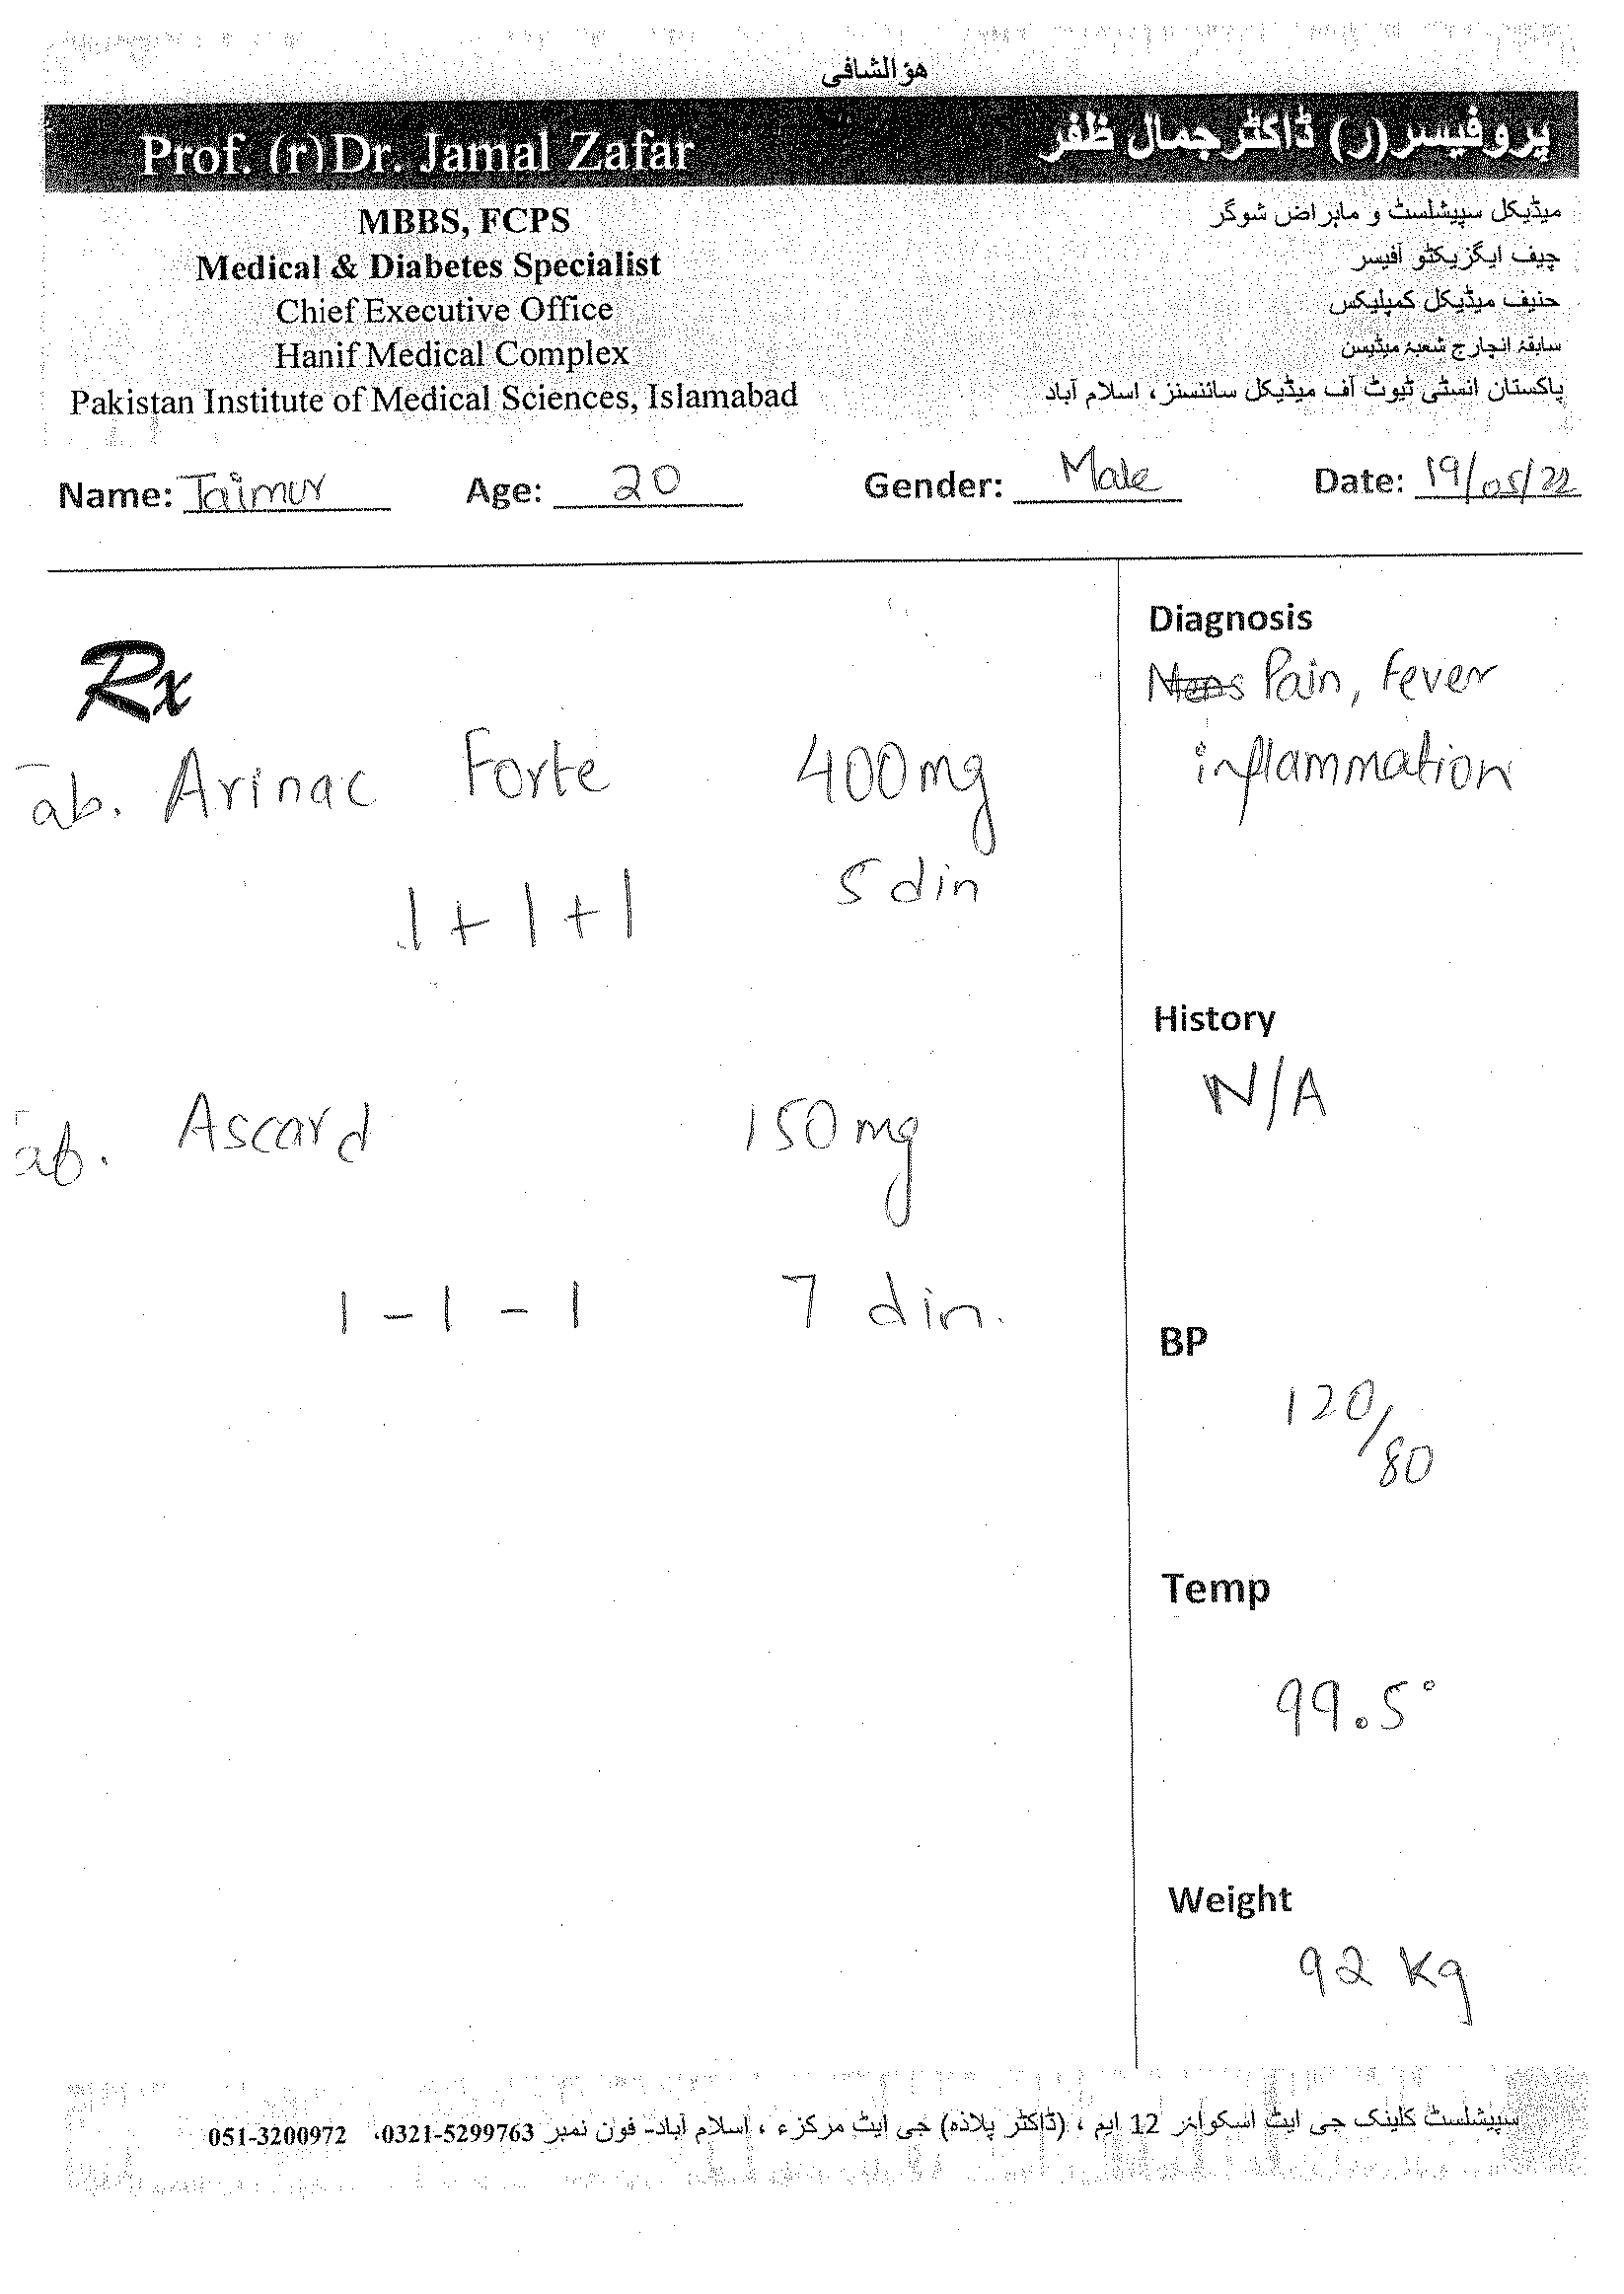 هو الشافی
Prof. (r) Dr. Jamal Zafar
پروفیسر (ر) ڈاکٹر جمال ظفر
MBBS, FCPS
Medical & Diabetes Specialist
Chief Executive Office
Hanif Medical Complex
Pakistan Institute of Medical Sciences, Islamabad
میڈیکل سپیشلسٹ و ماہر امراض شوگر
چیف ایگزیکٹو آفیسر
حنیف میڈیکل کمپلیکس
سابقہ انچارج شعبہ میڈیسن
پاکستان انسٹی ٹیوٹ آف میڈیکل سائنسز، اسلام آباد
Name: Taimur Age: 20 Gender: Male Date: 19/05/22
Rx
ab. Arinac Forte 400mg
1+1+1 5 din
ab. Ascard 150mg
1-1-1 7 din.
Diagnosis
Pain, Fever
inflammation
History
N/A
BP
120/80
Temp
99.5°
Weight
92 Kg
سپیشلسٹ کلینک جی ایٹ اسکوائر 12 ایم ، (ڈاکٹر پلازہ) جی ایٹ مرکزء ، اسلام آباد۔ فون نمبر 0321-5299763، 051-3200972